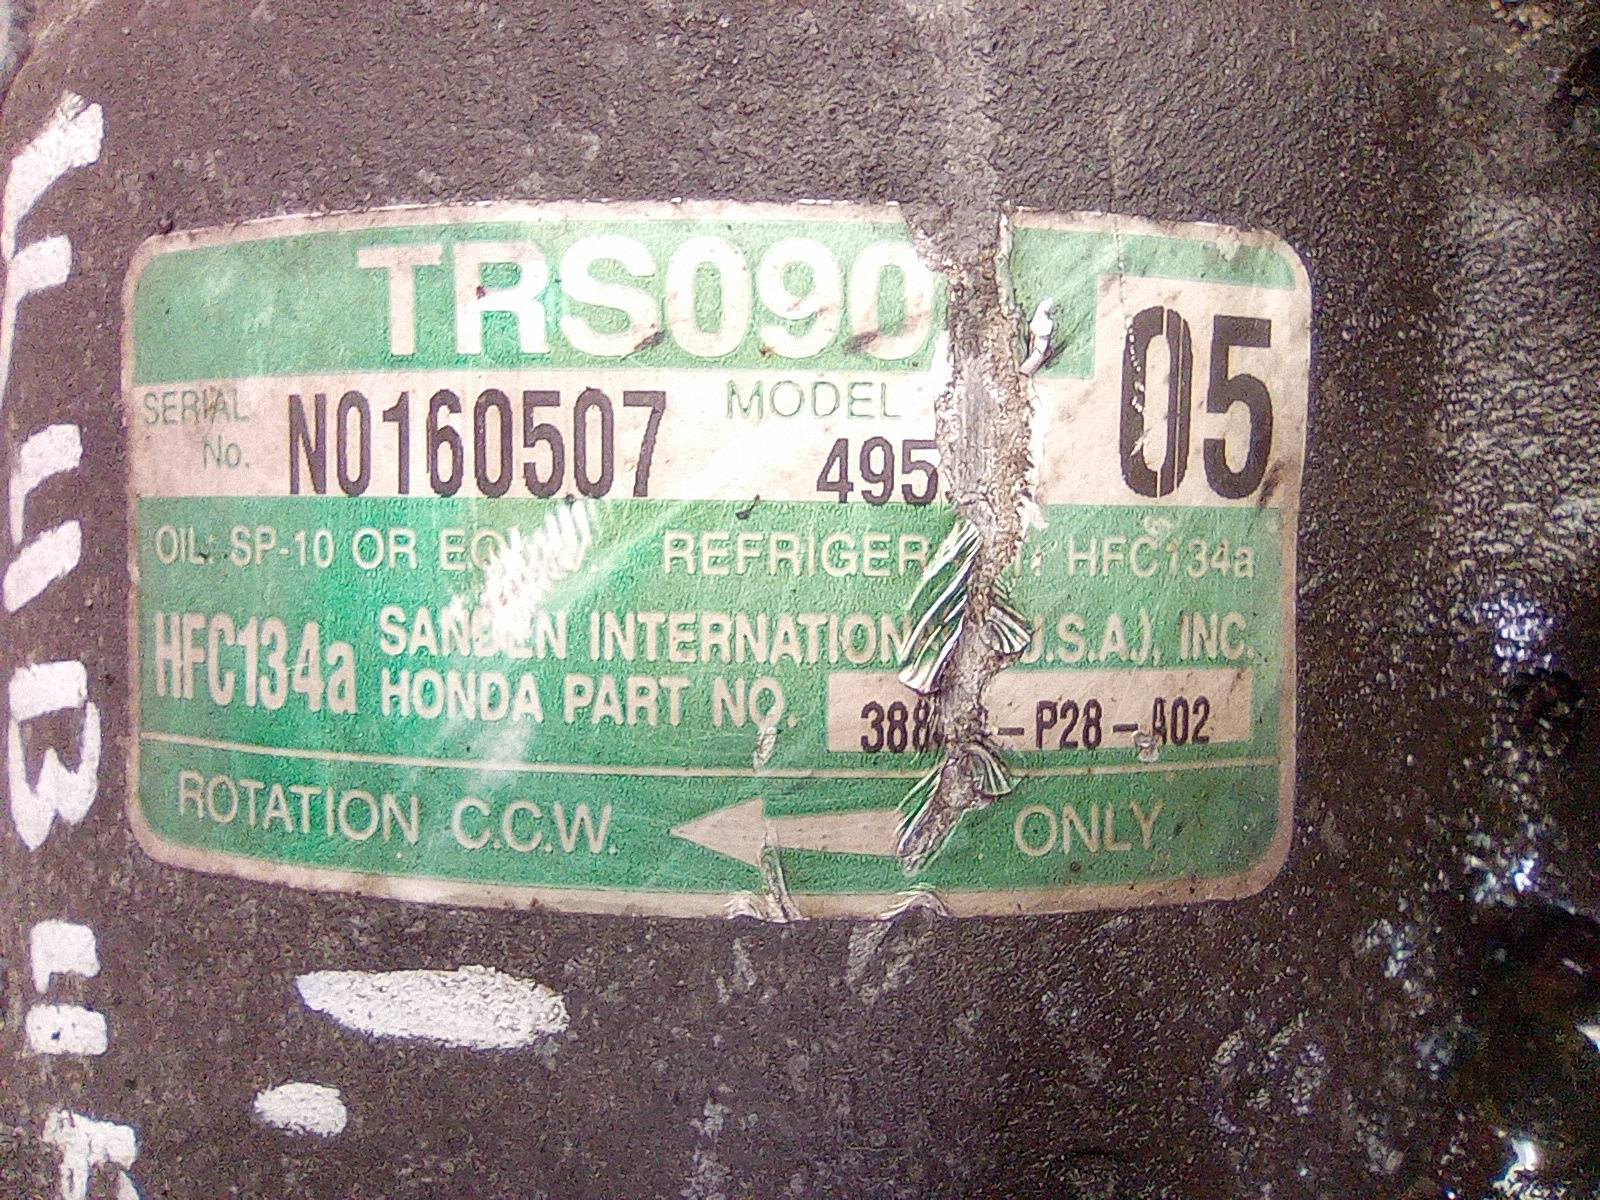 TRS090
05
SERIAL No. N0160507 MODEL 495
OIL: SP-10 OR REFRIGER HFC134a
HFC134a SANDEN INTERNATION U.S.A.), INC.
HONDA PART NO. 388 -P28-A02
ROTATION C.C.W. ONLY